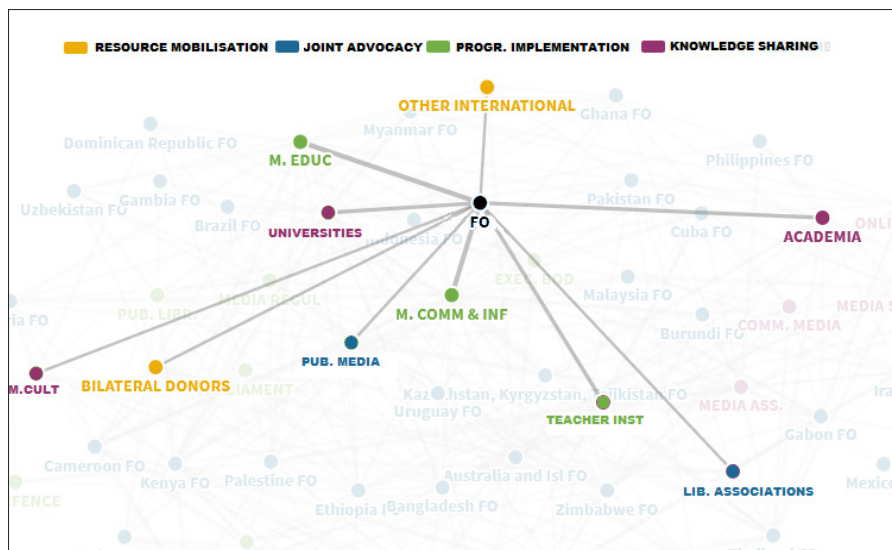 RESOURCE MOBILISATION JOINT ADVOCACY PROGR. IMPLEMENTATION KNOWLEDGE SHARING
OTHER INTERNATIONAL
Ghana FO
Myanmar FO
Dominican Republic FO
M. EDUC
Philippines FO
Pakistan FO
Uzbekistan FO
Gambia FO
Brazil FO
UNIVERSITIES
FO
Cuba FO
ACADEMIA
EXEC. BOD
MEDIA REGUL
Malaysia FO
PUB. LIBR.
M. COMM & INF
COMM. MEDIA
MEDIA S
Burundi FO
PUB. MEDIA
M.CULT
BILATERAL DONORS
Uruguay FO
MEDIA ASS.
TEACHER INST
Gabon FO
Cameroon FO
Kenya FO
Palestine FO
Australia and Isl FO
LIB. ASSOCIATIONS
Mexico
Bangladesh FO
Zimbabwe FO